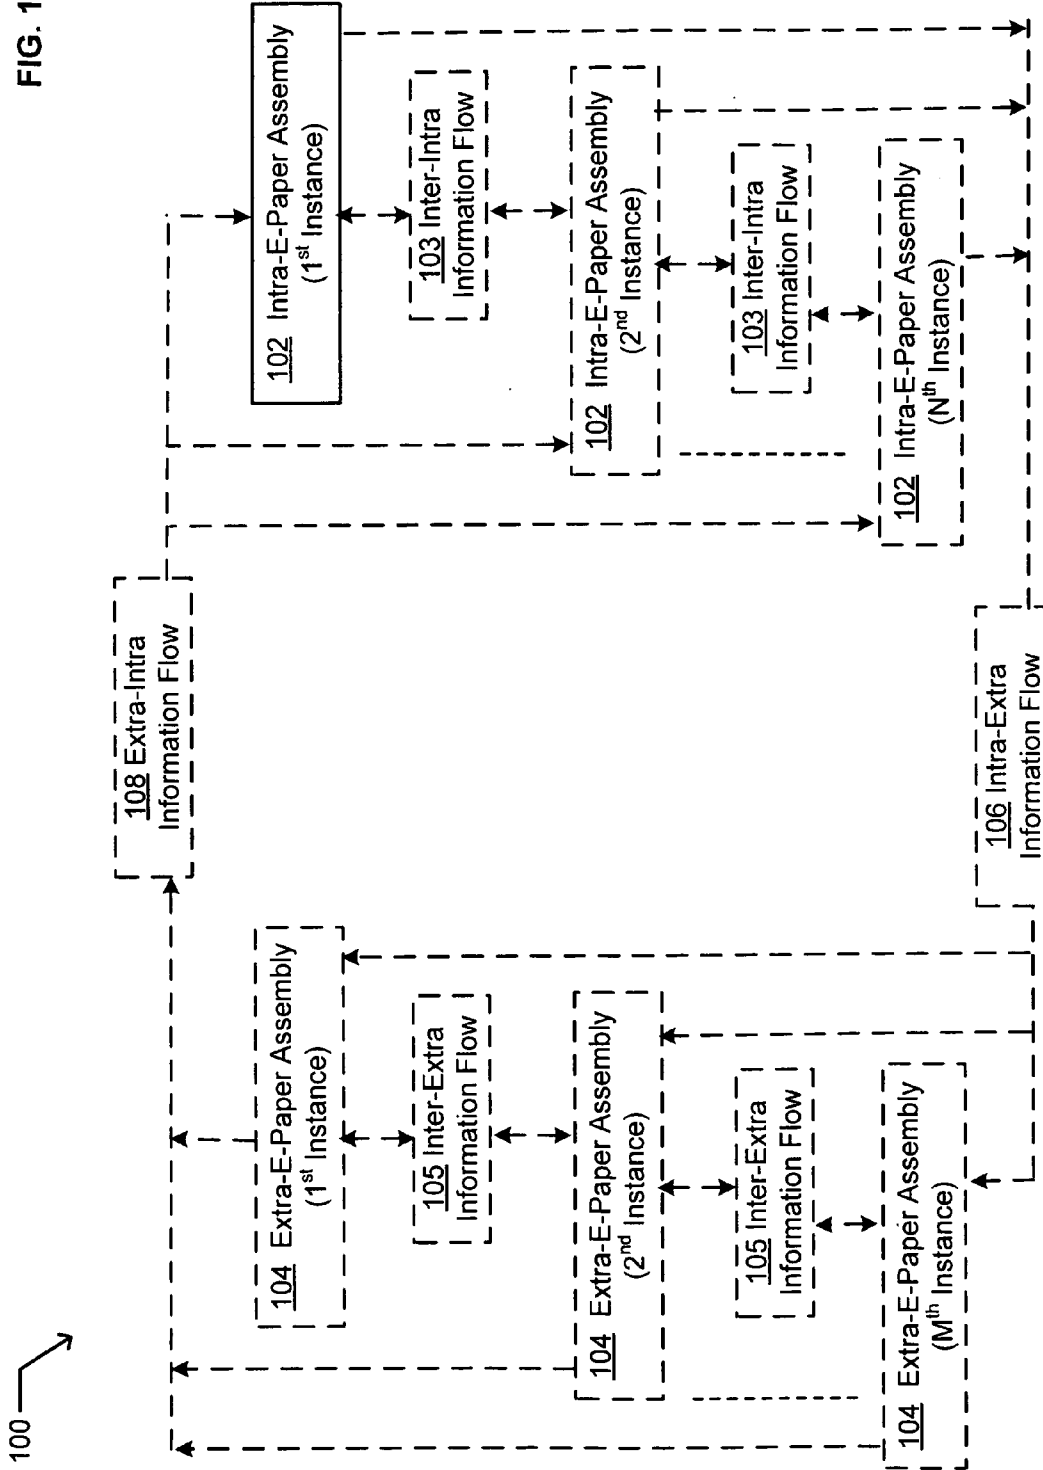 FIG. 1
100
108 Extra-Intra
Information Flow
104 Extra-E-Paper Assembly
(1st Instance)
102 Intra-E-Paper Assembly
(1st Instance)
105 Inter-Extra
Information Flow
103 Inter-Intra
Information Flow
104 Extra-E-Paper Assembly
(2nd Instance)
102 Intra-E-Paper Assembly
(2nd Instance)
105 Inter-Extra
Information Flow
103 Inter-Intra
Information Flow
104 Extra-E-Paper Assembly
(Mth Instance)
102 Intra-E-Paper Assembly
(Nth Instance)
106 Intra-Extra
Information Flow